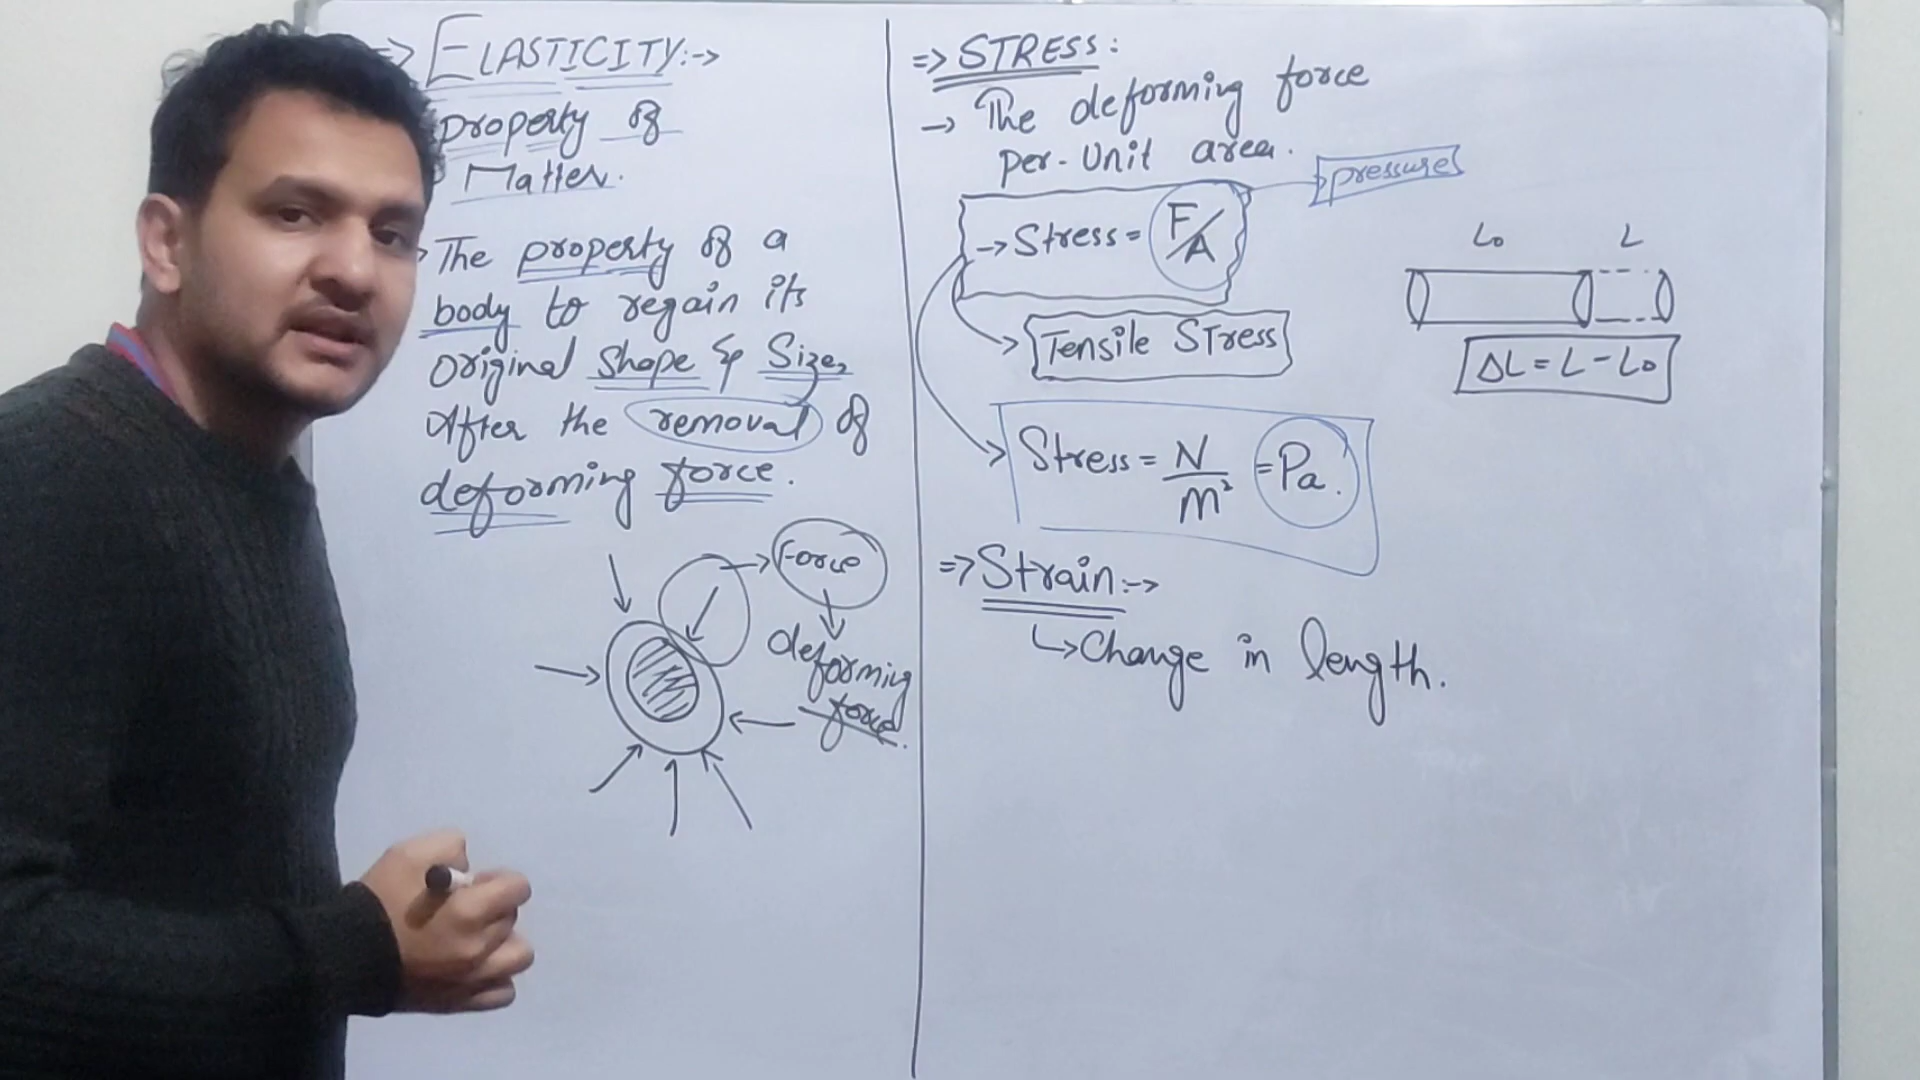 => ELASTICITY:->
property of
Matter.
The property of a
body to regain its
original shape & size,
After the removal of
deforming force.
Force
deforming
force.
=> STRESS:
-> The deforming force
per-Unit area.
pressure
-> Stress = F/A
Tensile Stress
Stress = N/m² = Pa.
L₀ L
ΔL = L - L₀
=> Strain:->
Change in length.